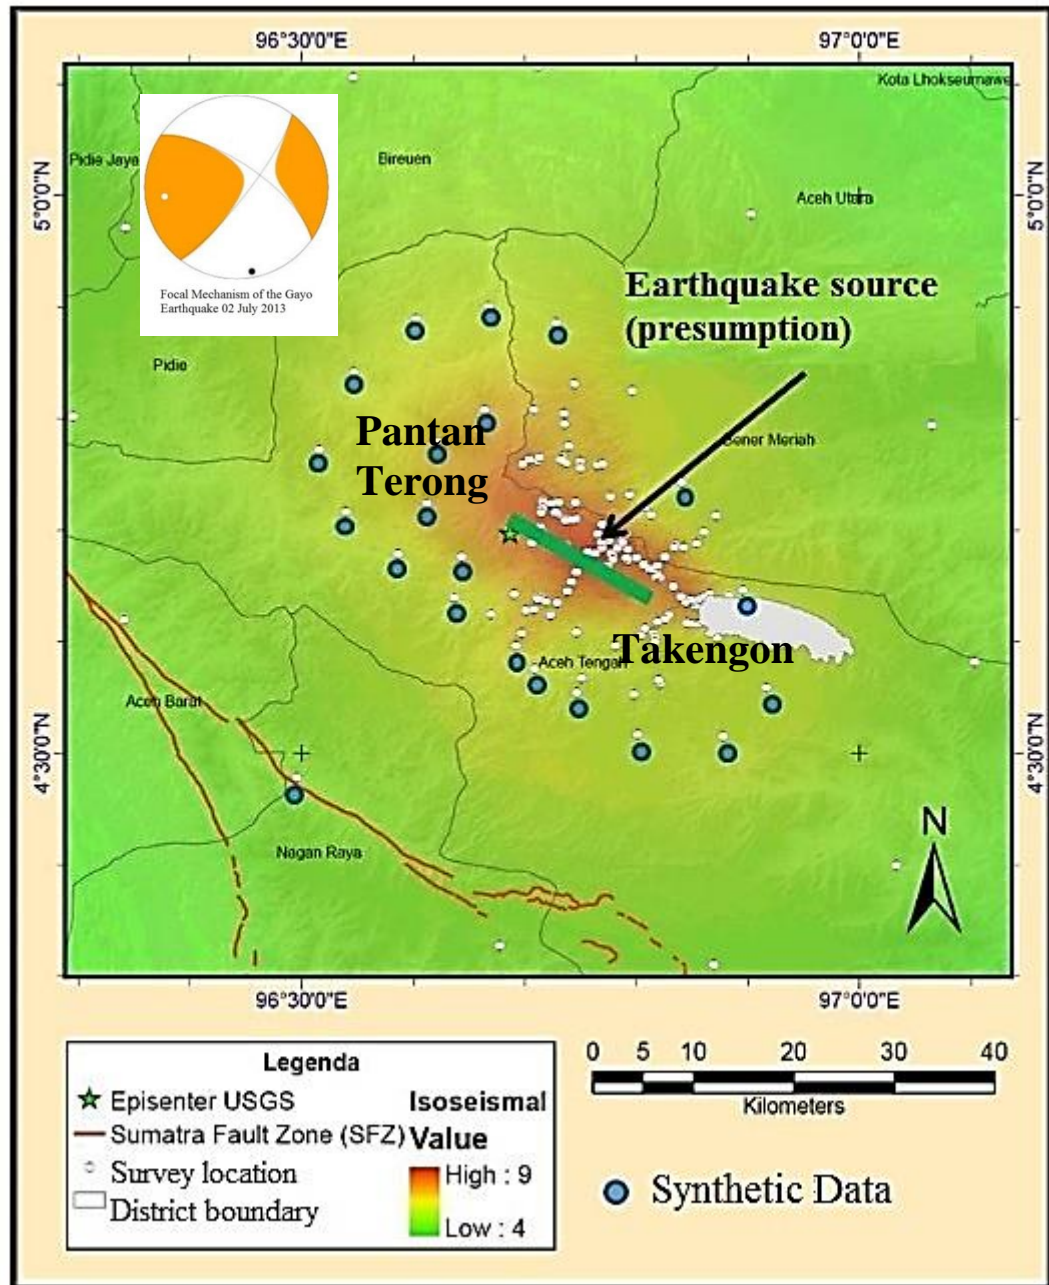 96°30'0"E
97°0'0"E
Kota Lhokseumawe
Pidie Jaya
Bireuen
5°0'0"N
Aceh Utara
5°0'0"N
Focal Mechanism of the Gayo
Earthquake 02 July 2013
Earthquake source
(presumption)
Pidie
Pantan
Terong
Bener Meriah
Takengon
Aceh Tengah
Aceh Barat
4°30'0"N
4°30'0"N
Nagan Raya
N
96°30'0"E
97°0'0"E
Legenda
Episenter USGS
Sumatra Fault Zone (SFZ)
Survey location
District boundary
Isoseismal
Value
High : 9
Low : 4
0 5 10 20 30 40
Kilometers
Synthetic Data